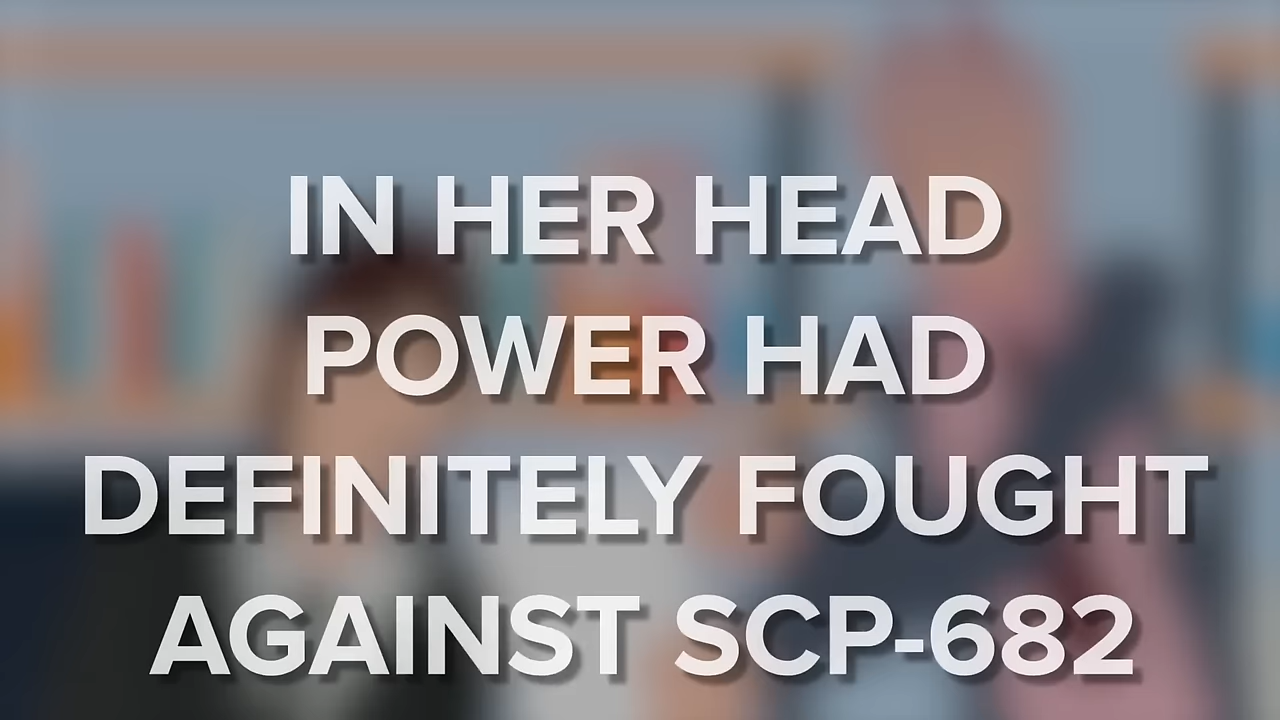 IN HER HEAD
POWER HAD
DEFINITELY FOUGHT
AGAINST SCP-682